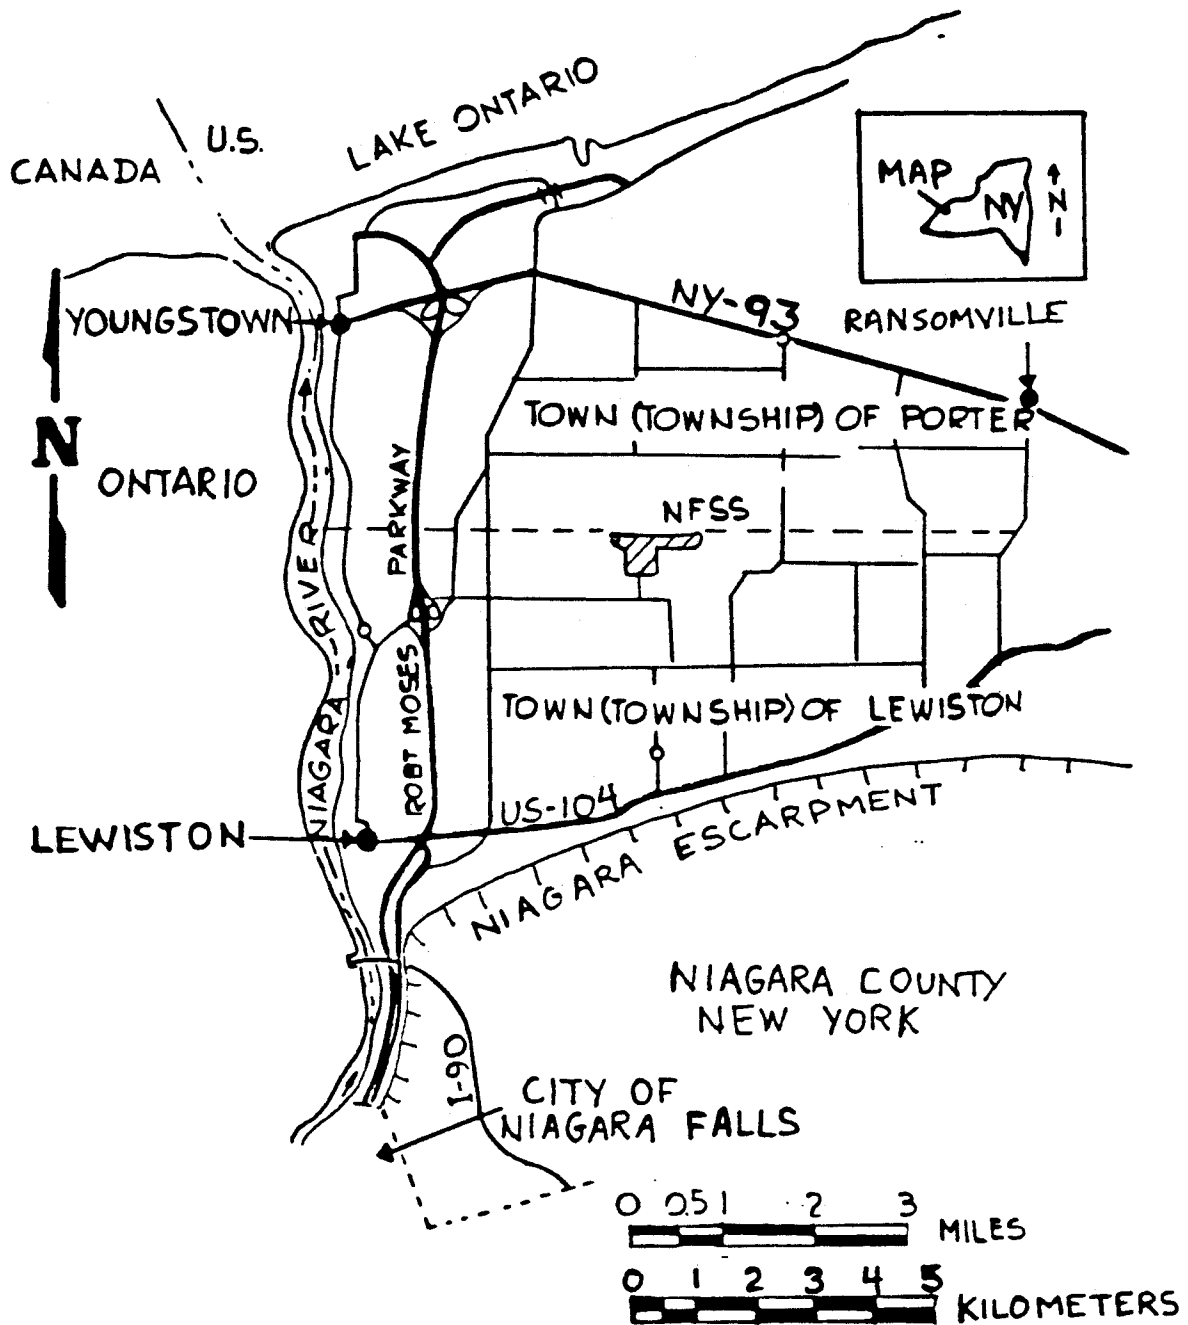 LAKE ONTARIO
U.S.
CANADA
MAP
NY
N
YOUNGSTOWN
NY-93
RANSOMVILLE
TOWN (TOWNSHIP) OF PORTER
N
ONTARIO
PARKWAY
NFSS
NIAGARA RIVER
ROBT MOSES
TOWN (TOWNSHIP) OF LEWISTON
US-104
LEWISTON
NIAGARA ESCARPMENT
NIAGARA COUNTY
NEW YORK
I-90
CITY OF
NIAGARA FALLS
0 0.5 1 2 3
MILES
0 1 2 3 4 5
KILOMETERS